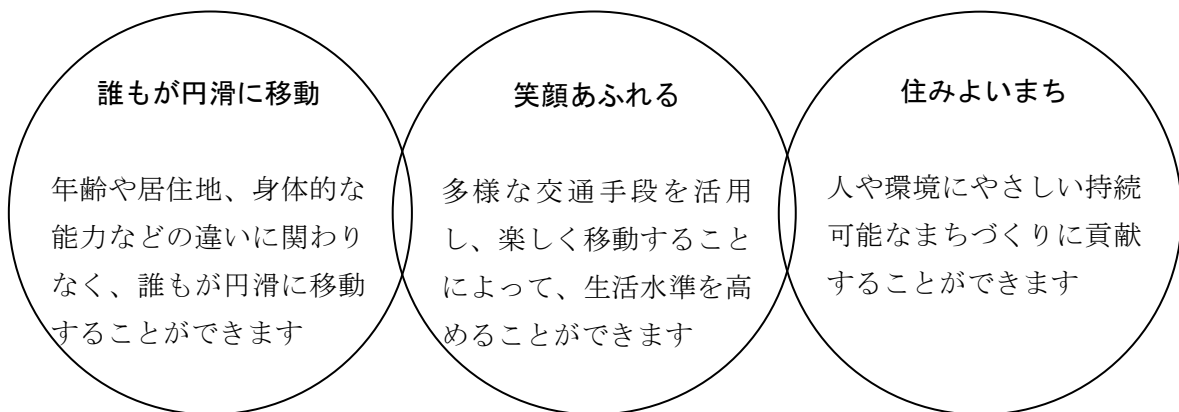 誰もが円滑に移動
年齢や居住地、身体的な
能力などの違いに関わり
なく、誰もが円滑に移動
することができます
笑顔あふれる
多様な交通手段を活用
し、楽しく移動すること
によって、生活水準を高
めることができます
住みよいまち
人や環境にやさしい持続
可能なまちづくりに貢献
することができます